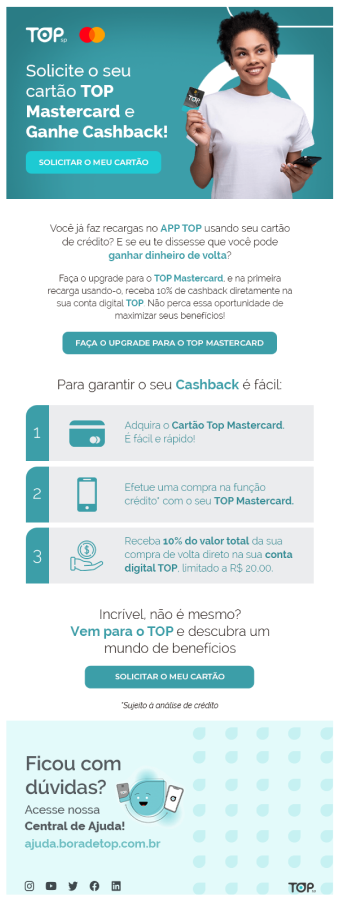 TOP SP
Solicite o seu
cartão TOP
Mastercard e
Ganhe Cashback!
TOP
SOLICITAR O MEU CARTÃO
Você já faz recargas no APP TOP usando seu cartão
de crédito? E se eu te dissesse que você pode
ganhar dinheiro de volta?
Faça o upgrade para o TOP Mastercard, e na primeira
recarga usando-o, receba 10% de cashback diretamente na
sua conta digital TOP. Não perca essa oportunidade de
maximizar seus benefícios!
FAÇA O UPGRADE PARA O TOP MASTERCARD
Para garantir o seu Cashback é fácil:
1
Adquira o Cartão Top Mastercard.
É fácil e rápido!
2
Efetue uma compra na função
crédito* com o seu TOP Mastercard.
3
Receba 10% do valor total da sua
compra de volta direto na sua conta
digital TOP, limitado a R$ 20,00.
Incrível, não é mesmo?
Vem para o TOP e descubra um
mundo de benefícios
SOLICITAR O MEU CARTÃO
*Sujeito à análise de crédito
Ficou com
dúvidas?
Acesse nossa
Central de Ajuda!
ajuda.boradetop.com.br
TOP SP